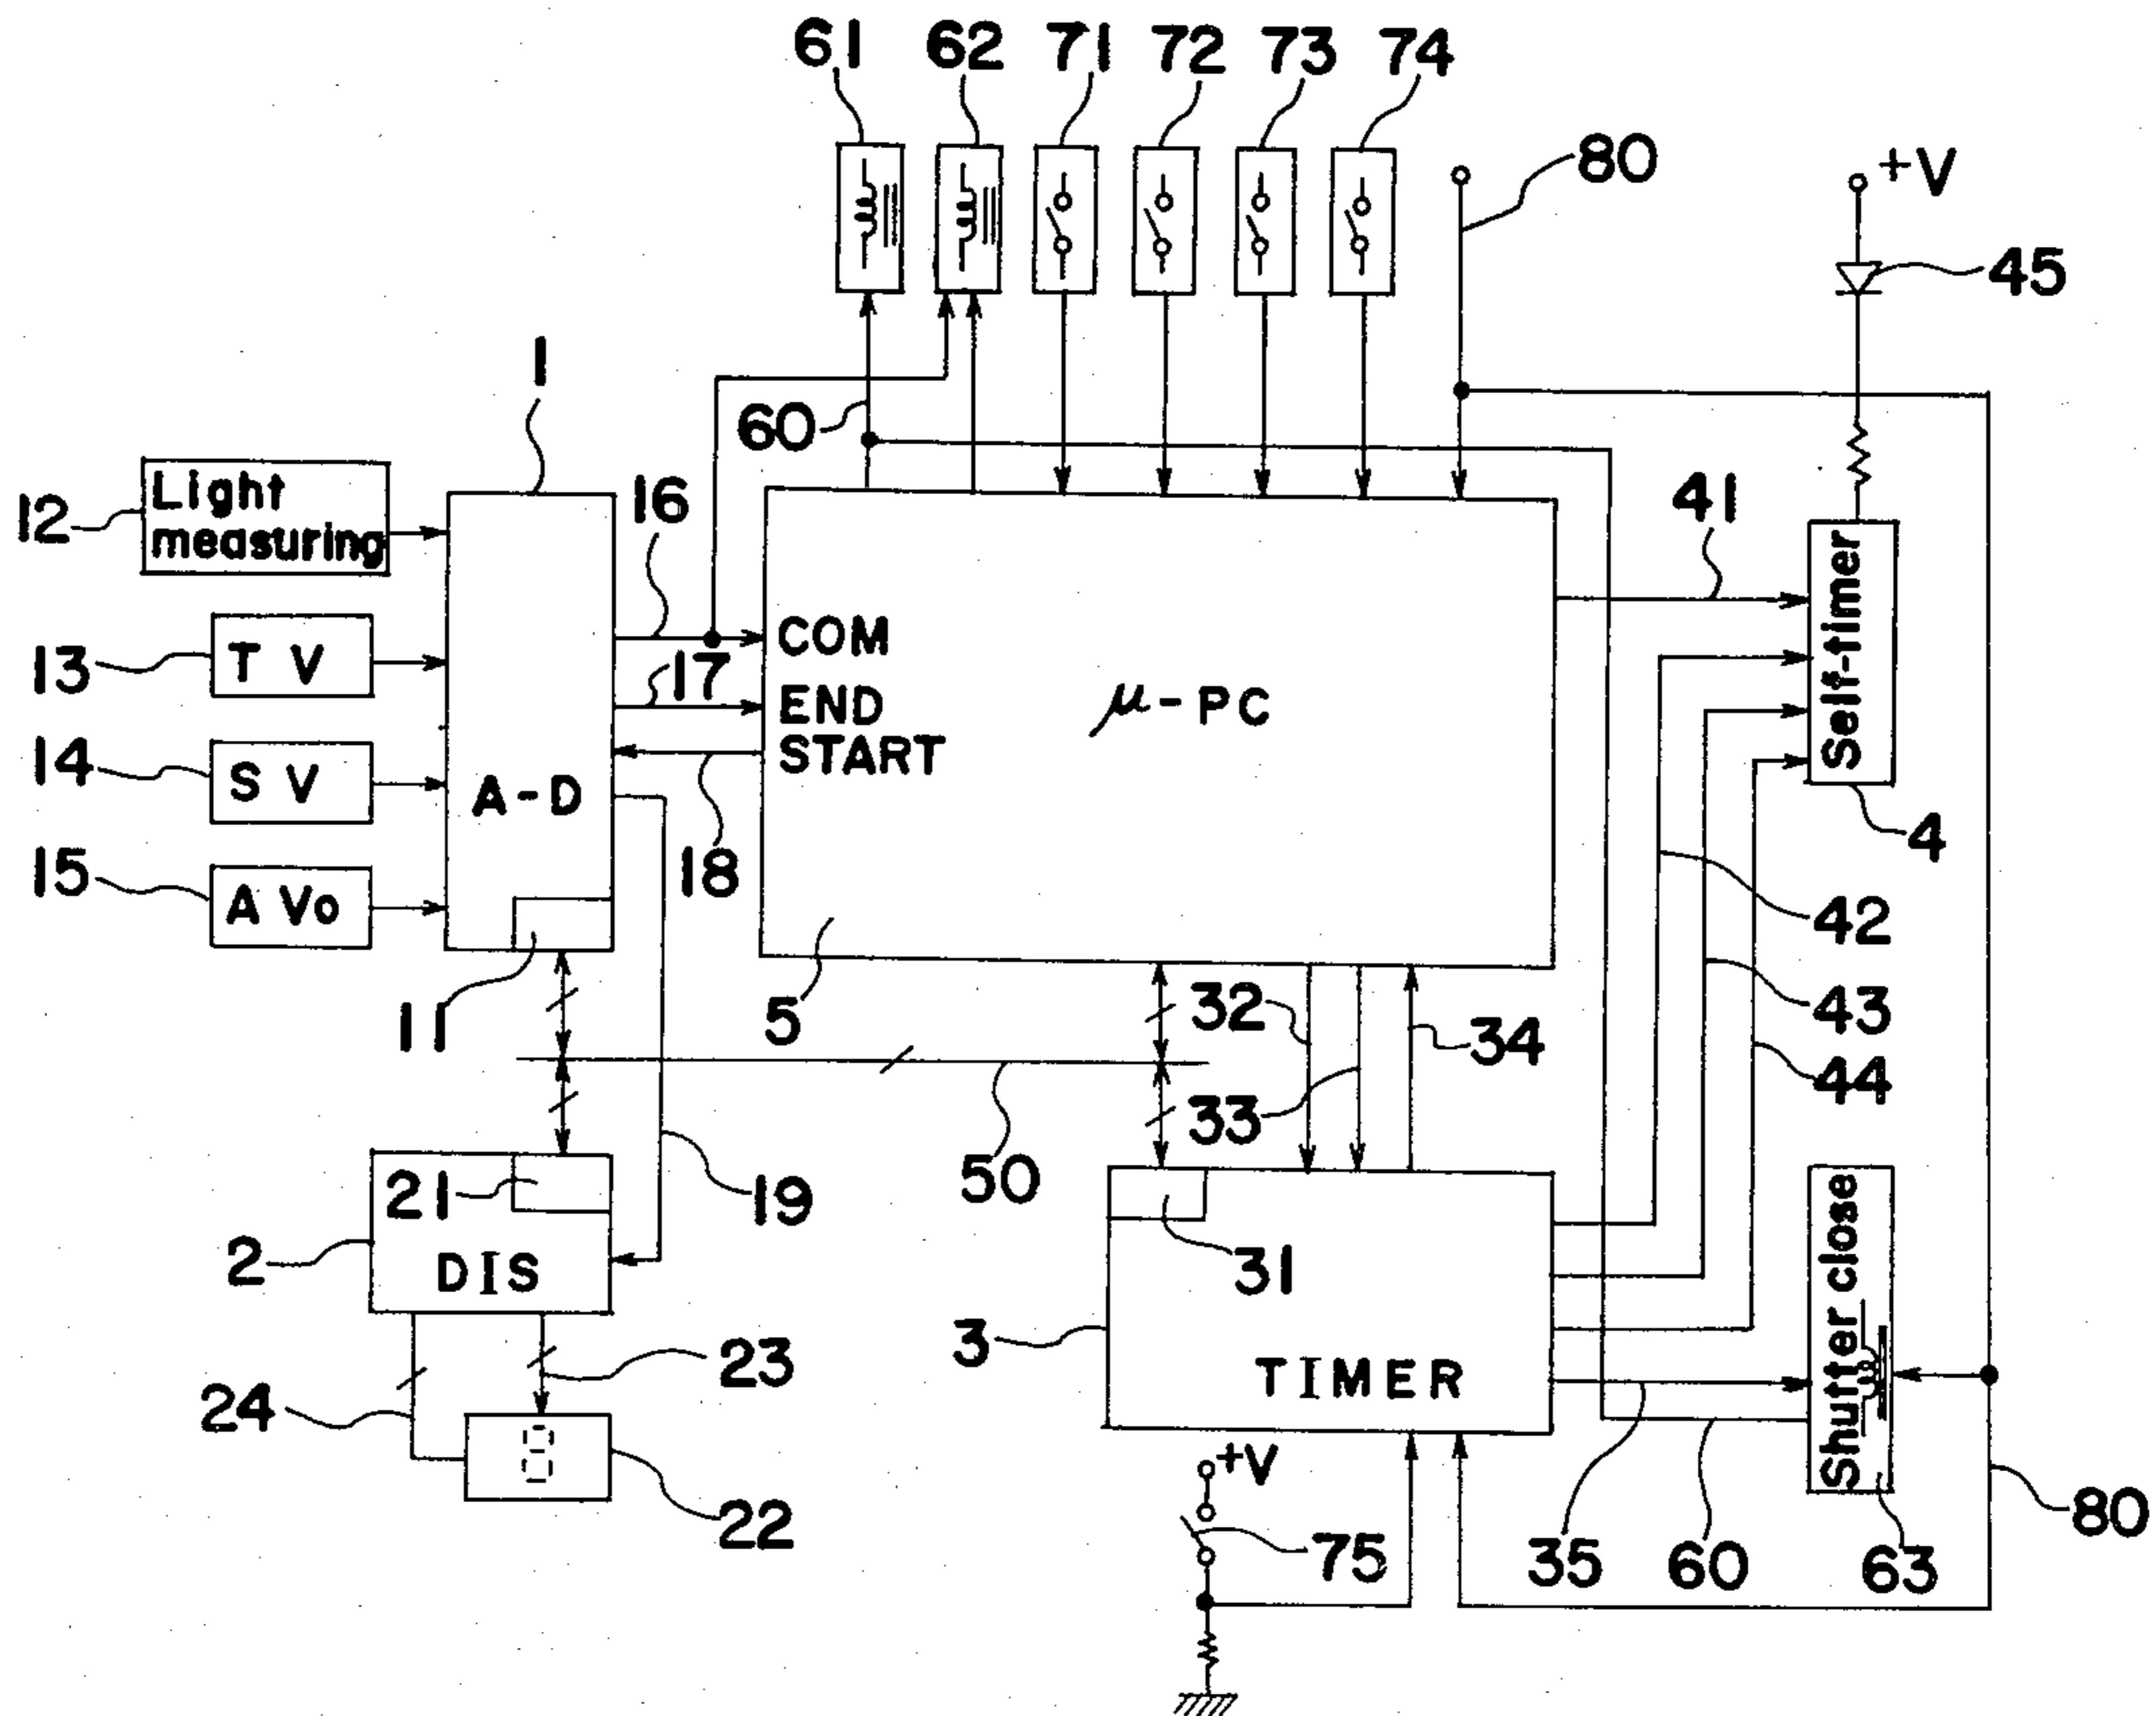 61 62 71 72 73 74
80
+V
45
1
60
16
41
12
Light
measuring
COM
Self-timer
13
T V
17
END
μ-PC
START
14
S V
A-D
4
15
A Vo
18
42
11
5
32
34
43
44
33
21
50
19
2
DIS
31
Shutter close
3
23
TIMER
24
+V
22
75
35
60
63
80